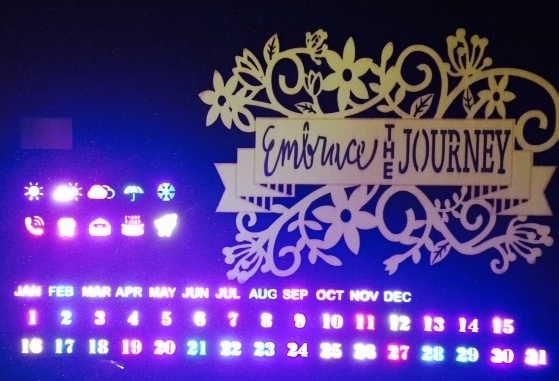 Embrace THE JOURNEY
JAN FEB MAR APR MAY JUN JUL AUG SEP OCT NOV DEC
1 2 3 4 5 6 7 8 9 10 11 12 13 14 15
16 17 18 19 20 21 22 23 24 25 26 27 28 29 30 31